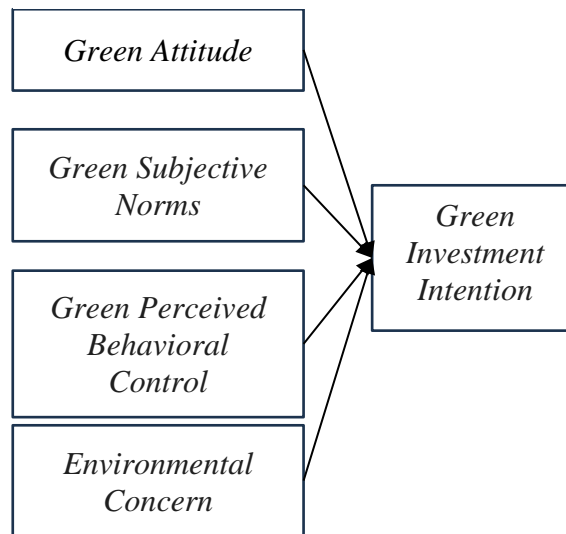 Green Attitude
Green Subjective
Norms
Green Perceived
Behavioral
Control
Environmental
Concern
Green
Investment
Intention